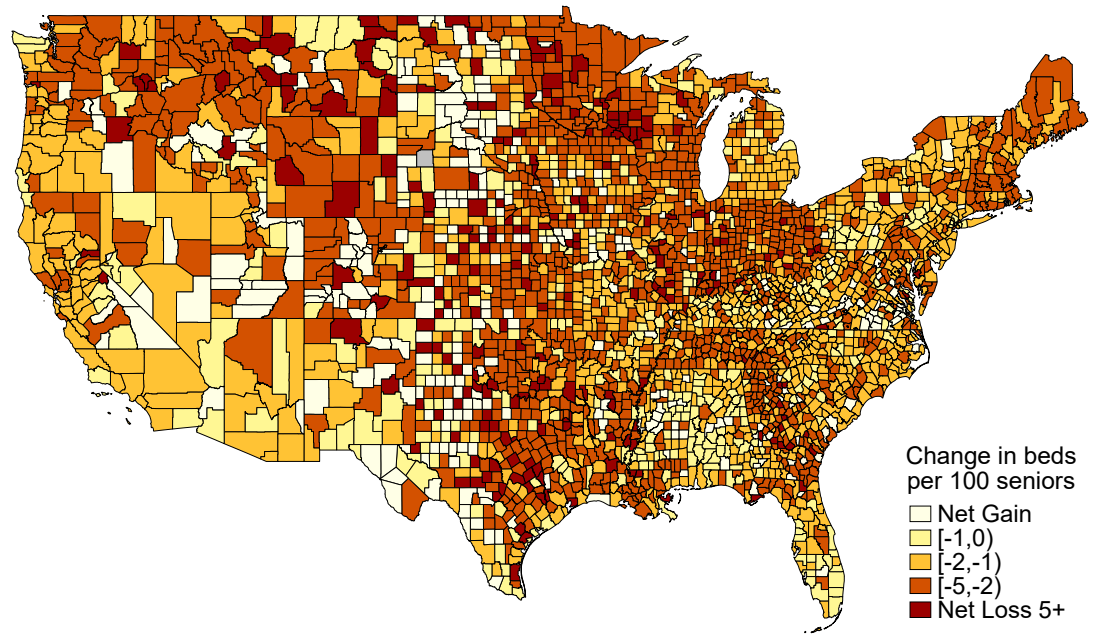 Change in beds
per 100 seniors
Net Gain
[-1,0)
[-2,-1)
[-5,-2)
Net Loss 5+